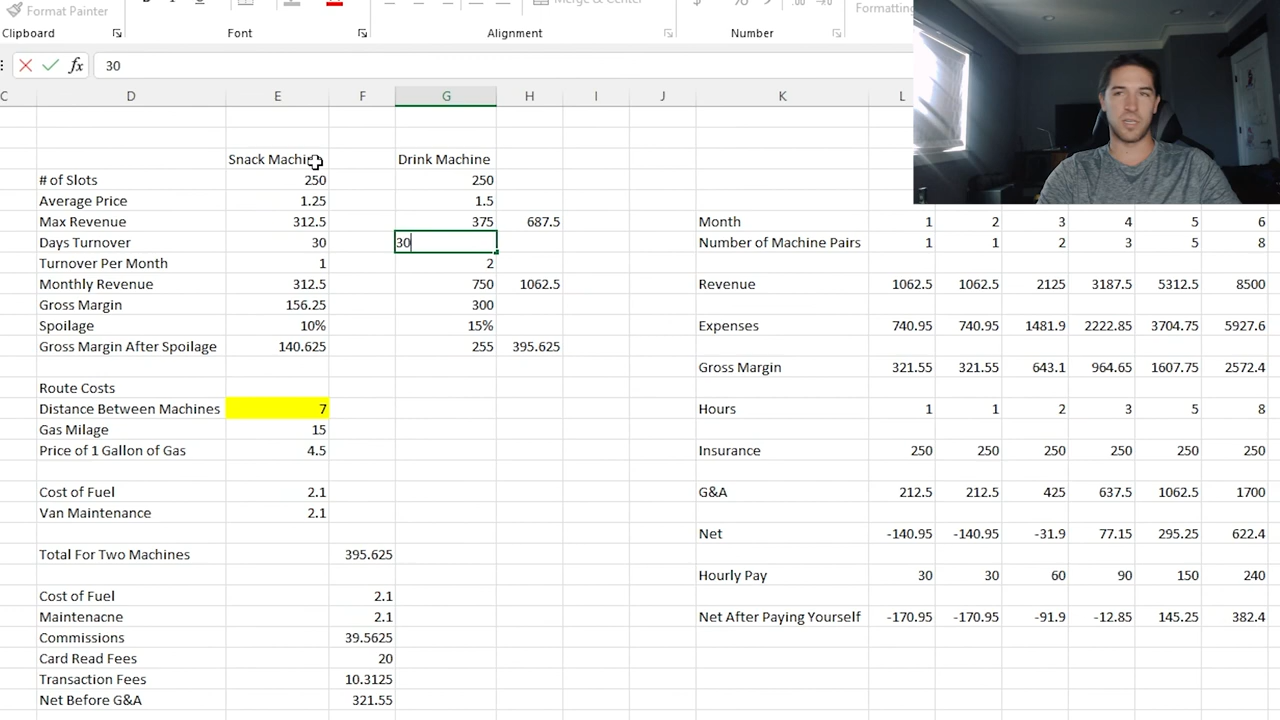 Format Painter
Merge & Center
Formatting
Clipboard Font Alignment Number
fx 30
C D E F G H I J K L
Snack Machine Drink Machine
# of Slots 250 250
Average Price 1.25 1.5
Max Revenue 312.5 375 687.5 Month 1 2 3 4 5 6
Days Turnover 30 30 Number of Machine Pairs 1 1 2 3 5 8
Turnover Per Month 1 2
Monthly Revenue 312.5 750 1062.5 Revenue 1062.5 1062.5 2125 3187.5 5312.5 8500
Gross Margin 156.25 300
Spoilage 10% 15% Expenses 740.95 740.95 1481.9 2222.85 3704.75 5927.6
Gross Margin After Spoilage 140.625 255 395.625
Gross Margin 321.55 321.55 643.1 964.65 1607.75 2572.4
Route Costs
Distance Between Machines 7 Hours 1 1 2 3 5 8
Gas Milage 15
Price of 1 Gallon of Gas 4.5 Insurance 250 250 250 250 250 250
Cost of Fuel 2.1 G&A 212.5 212.5 425 637.5 1062.5 1700
Van Maintenance 2.1
Net -140.95 -140.95 -31.9 77.15 295.25 622.4
Total For Two Machines 395.625
Hourly Pay 30 30 60 90 150 240
Cost of Fuel 2.1
Maintenacne 2.1 Net After Paying Yourself -170.95 -170.95 -91.9 -12.85 145.25 382.4
Commissions 39.5625
Card Read Fees 20
Transaction Fees 10.3125
Net Before G&A 321.55